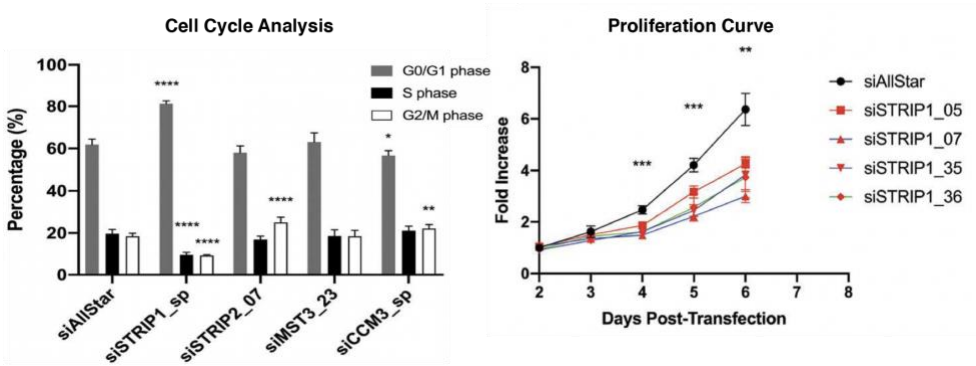 Cell Cycle Analysis
Percentage (%)
100
80
60
40
20
0
****
****
****
****
*
**
G0/G1 phase
S phase
G2/M phase
siAllStar
siSTRIP1_sp
siSTRIP2_07
siMST3_23
siCCM3_sp
Proliferation Curve
Fold Increase
8
6
4
2
0
***
***
**
2
3
4
5
6
7
8
Days Post-Transfection
siAllStar
siSTRIP1_05
siSTRIP1_07
siSTRIP1_35
siSTRIP1_36